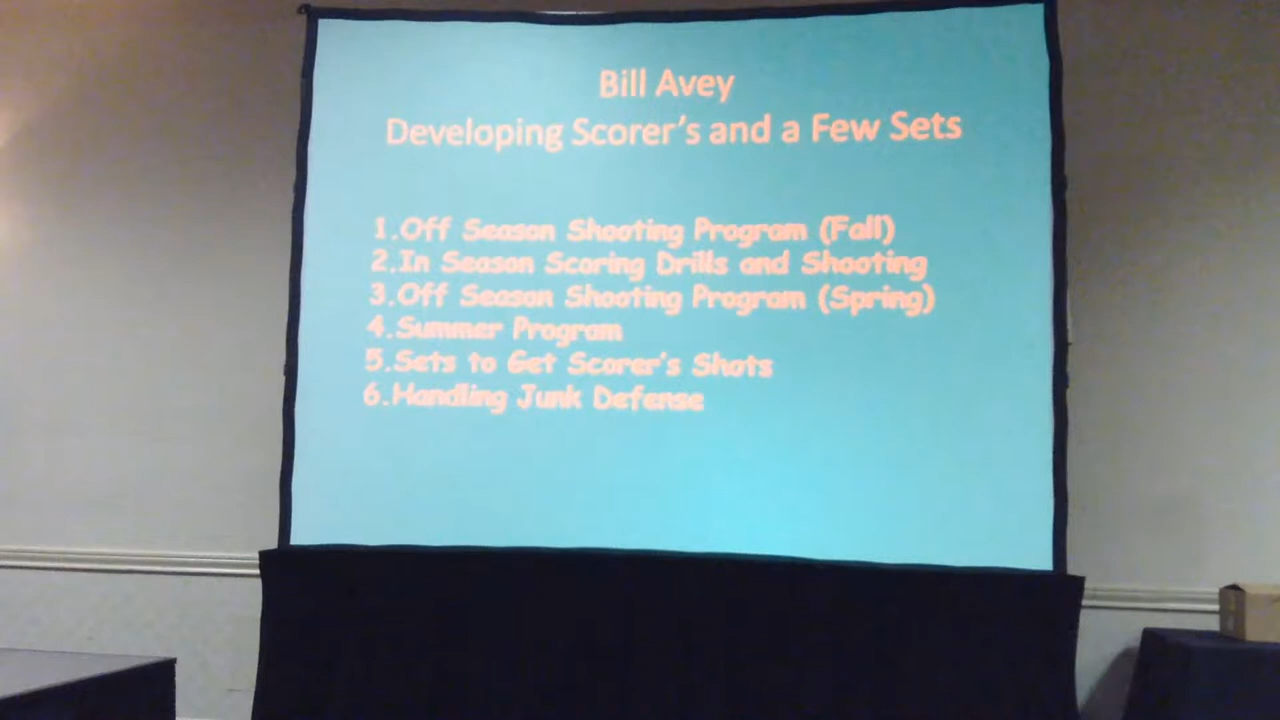 Bill Avey
Developing Scorer's and a Few Sets
1.Off Season Shooting Program (Fall)
2.In Season Scoring Drills and Shooting
3.Off Season Shooting Program (Spring)
4.Summer Program
5.Sets to Get Scorer's Shots
6.Handling Junk Defense